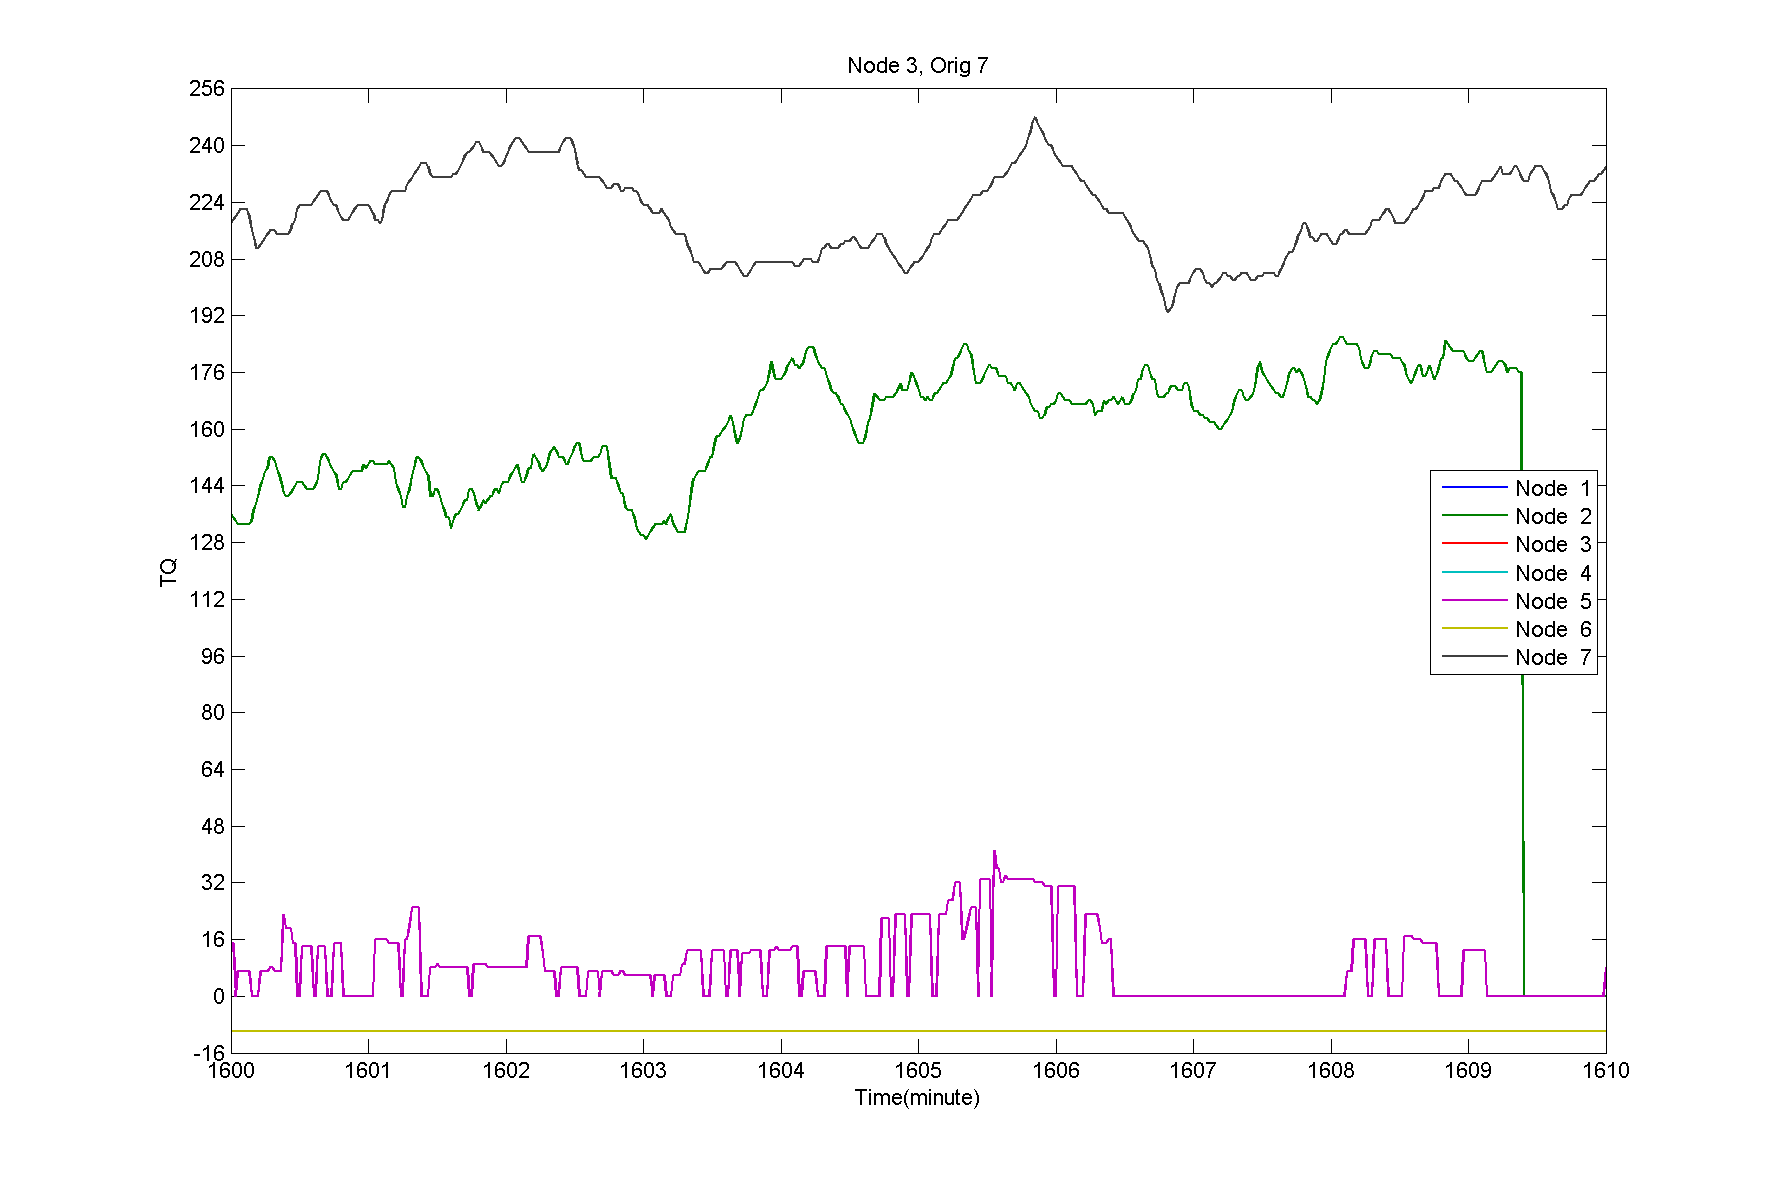 Node 3, Orig 7
256
240
224
208
192
176
160
144
128
112
96
80
64
48
32
16
0
-16
TQ
Node 1
Node 2
Node 3
Node 4
Node 5
Node 6
Node 7
1600 1601 1602 1603 1604 1605 1606 1607 1608 1609 1610
Time(minute)